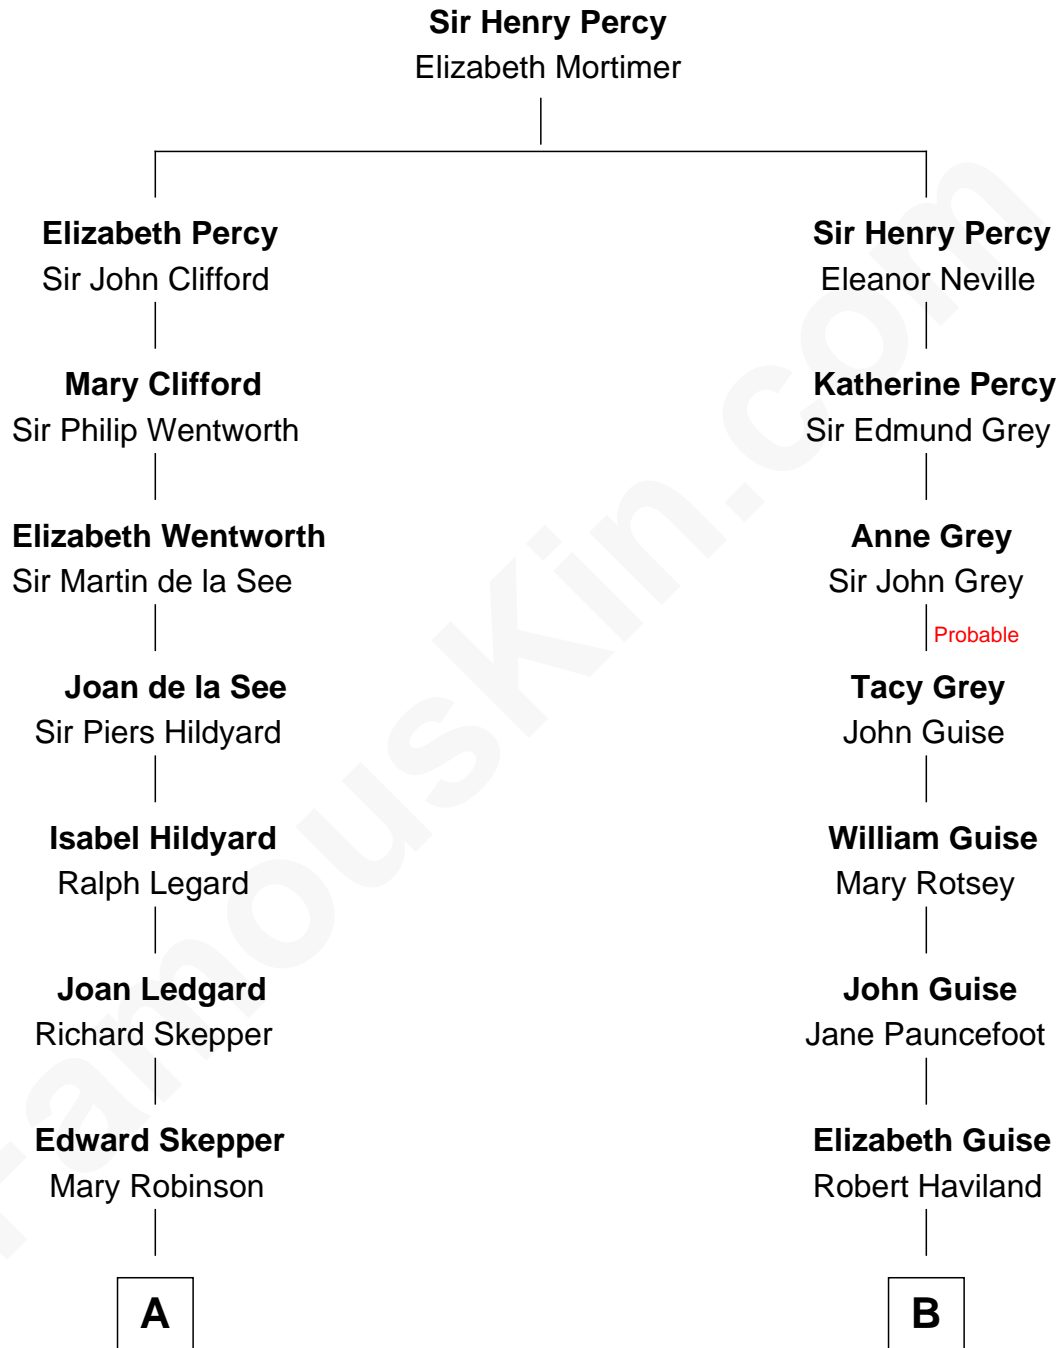 Sir Henry Percy
Elizabeth Mortimer
Elizabeth Percy
Sir John Clifford
Sir Henry Percy
Eleanor Neville
Mary Clifford
Sir Philip Wentworth
Katherine Percy
Sir Edmund Grey
Elizabeth Wentworth
Sir Martin de la See
Anne Grey
Sir John Grey
Probable
Joan de la See
Sir Piers Hildyard
Tacy Grey
John Guise
Isabel Hildyard
Ralph Legard
William Guise
Mary Rotsey
Joan Ledgard
Richard Skepper
John Guise
Jane Pauncefoot
Edward Skepper
Mary Robinson
Elizabeth Guise
Robert Haviland
A
B
FamousKin.com